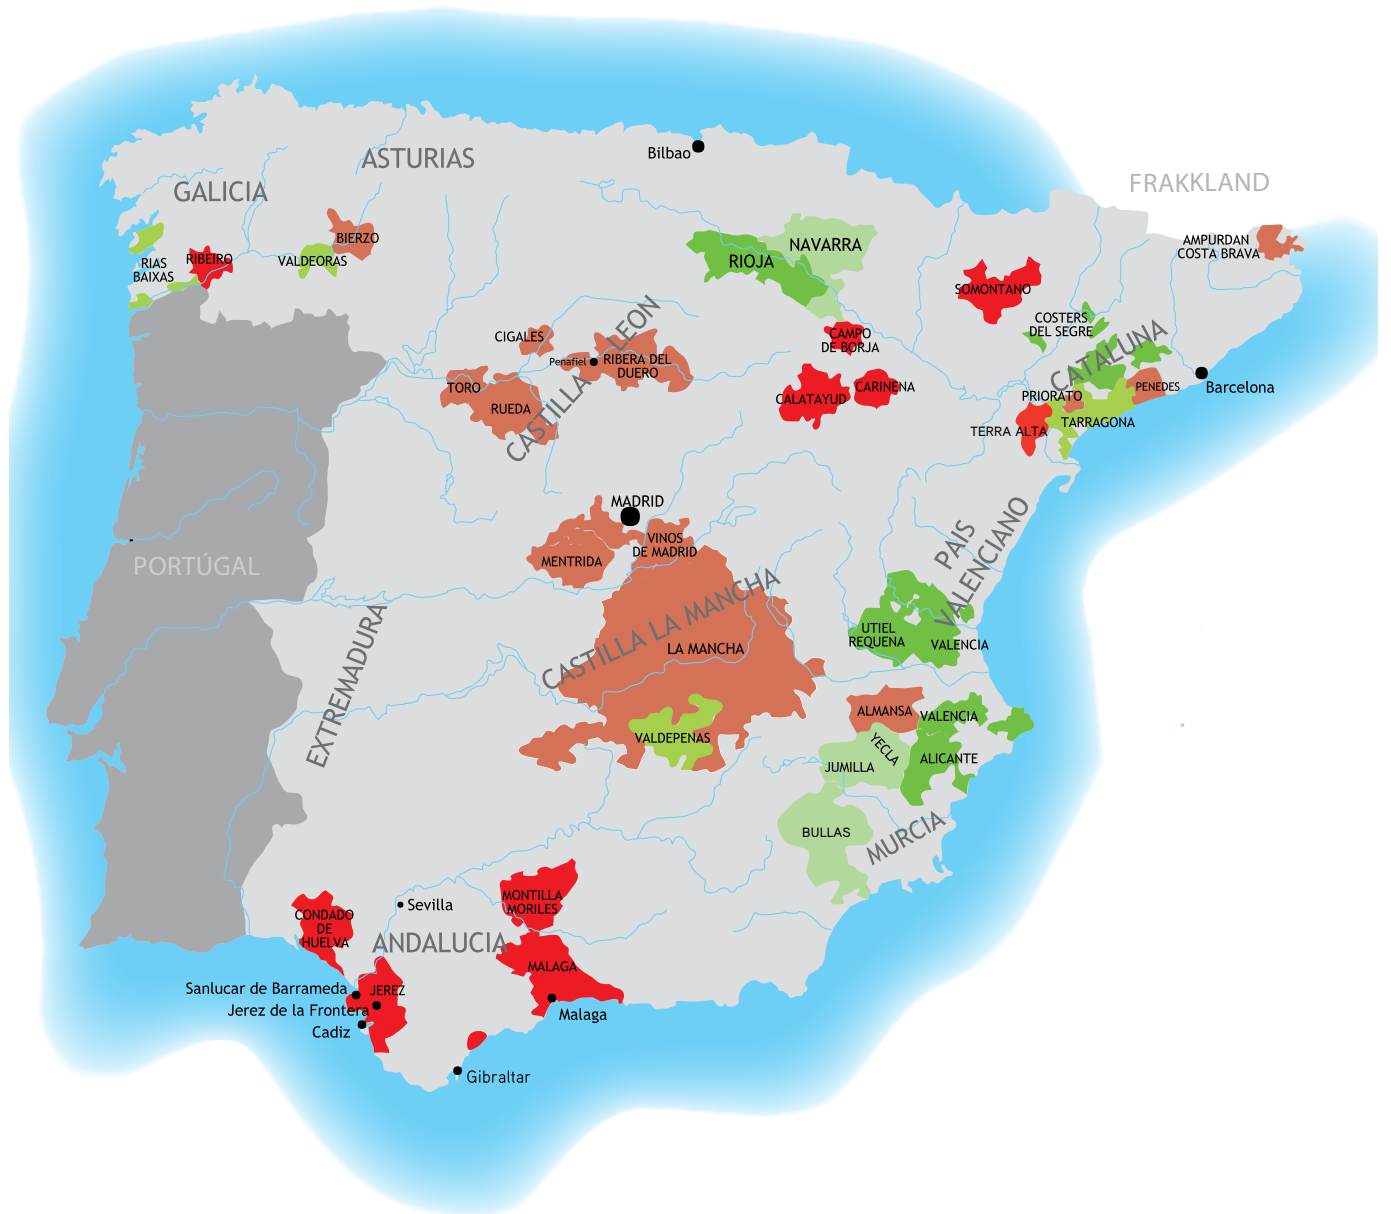 Bilbao
ASTURIAS
FRAKKLAND
GALICIA
BIERZO
NAVARRA
AMPURDAN
COSTA BRAVA
RIBEIRO
VALDEORAS
RIAS
BAIXAS
RIOJA
SOMONTANO
CASTILLA LEON
COSTERS
DEL SEGRE
CIGALES
CAMPO
DE BORJA
CATALUNA
Penafiel
RIBERA DEL
DUERO
TORO
RUEDA
CALATAYUD
CARINENA
PRIORATO
PENEDES
Barcelona
TERRA ALTA
TARRAGONA
MADRID
VINOS
DE MADRID
MENTRIDA
PAIS
VALENCIANO
PORTÚGAL
CASTILLA LA MANCHA
LA MANCHA
UTIEL
REQUENA
VALENCIA
EXTREMADURA
VALDEPEÑAS
ALMANSA
VALENCIA
YECLA
JUMILLA
ALICANTE
BULLAS
MURCIA
MONTILLA
MORILES
Sevilla
CONDADO
DE
HUELVA
ANDALUCIA
MALAGA
Sanlucar de Barrameda
JEREZ
Jerez de la Frontera
Malaga
Cadiz
Gibraltar